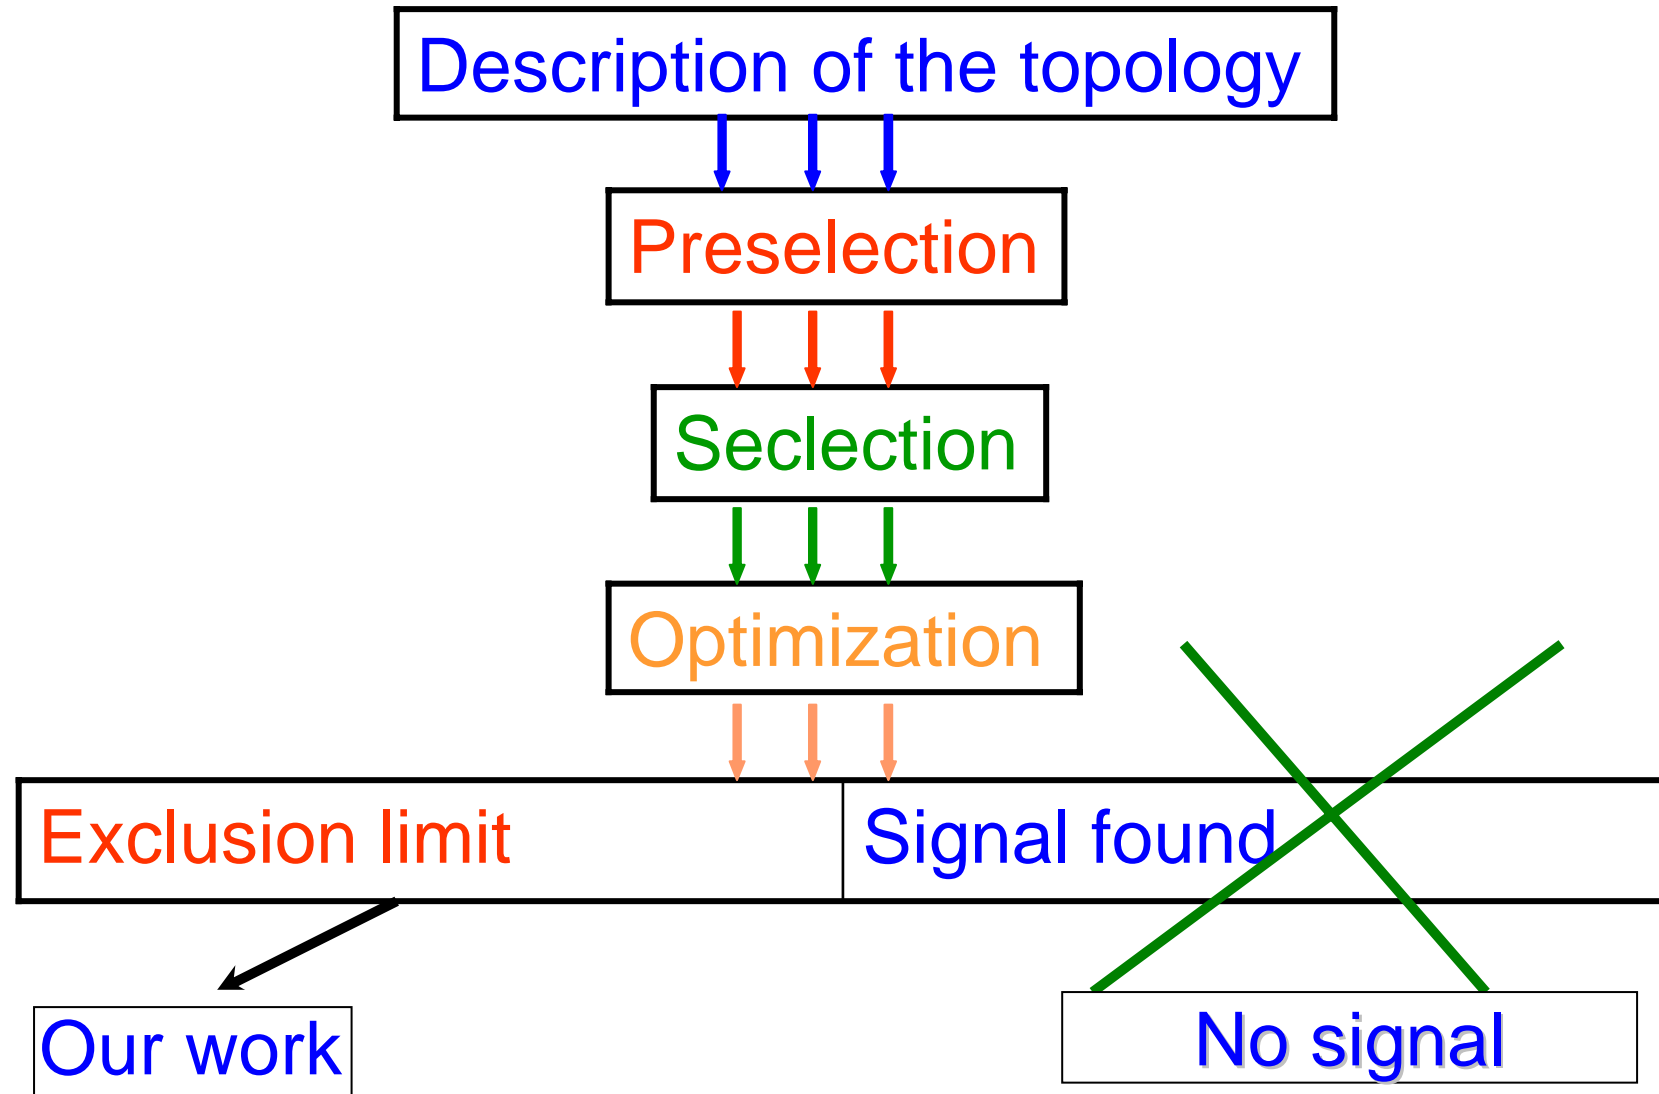 Description of the topology
Preselection
Seclection
Optimization
Exclusion limit
Signal found
Our work
No signal